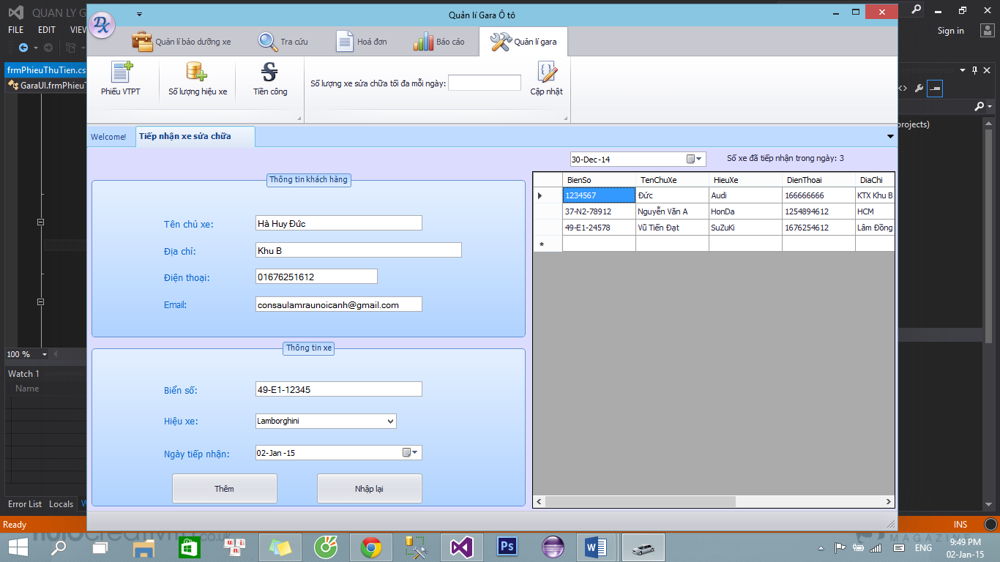 QUAN LY GA
Quản lí Gara Ô tô
FILE EDIT VIEW
Sign in
Quản lí bảo dưỡng xe Tra cứu Hoá đơn Báo cáo Quản lí gara
frmPhieuThuTien.cs
GaraUI.frmPhieuT
Phiếu VTPT Số lượng hiệu xe Tiền công Số lượng xe sửa chữa tối đa mỗi ngày: Cập nhật
rojects)
Welcome! Tiếp nhận xe sửa chữa
30-Dec-14 Số xe đã tiếp nhận trong ngày: 3
Thông tin khách hàng
Tên chủ xe: Hà Huy Đức
Địa chỉ: Khu B
Điện thoại: 01676251612
Email: consaulamraunoicanh@gmail.com
BienSo TenChuXe HieuXe DienThoai DiaChi
1234567 Đức Audi 166666666 KTX Khu B
37-N2-78912 Nguyễn Văn A HonDa 1254894612 HCM
49-E1-24578 Vũ Tiến Đạt SuZuKi 1676254612 Lâm Đồng
Thông tin xe
Biển số: 49-E1-12345
Hiệu xe: Lamborghini
Ngày tiếp nhận: 02-Jan -15
Thêm Nhập lại
100 %
Watch 1
Name
Error List Locals W
Ready INS
MAGAZINE
Ps
ENG
9:49 PM
02-Jan-15